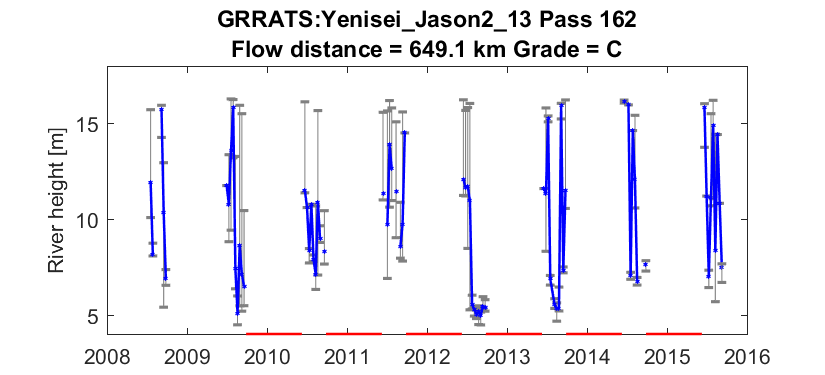 GRRATS:Yenisei_Jason2_13 Pass 162
Flow distance = 649.1 km Grade = C
River height [m]
15
10
5
2008 2009 2010 2011 2012 2013 2014 2015 2016